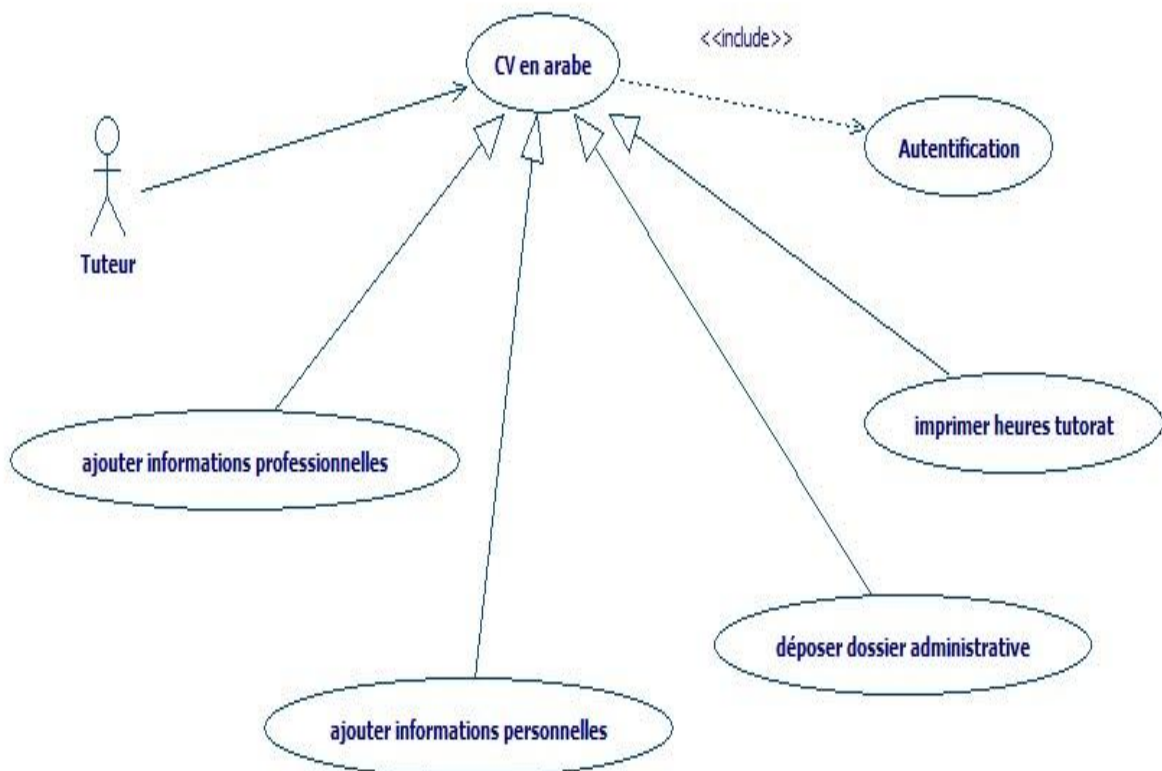 <<include>>
CV en arabe
Autentification
Tuteur
imprimer heures tutorat
ajouter informations professionnelles
déposer dossier administrative
ajouter informations personnelles